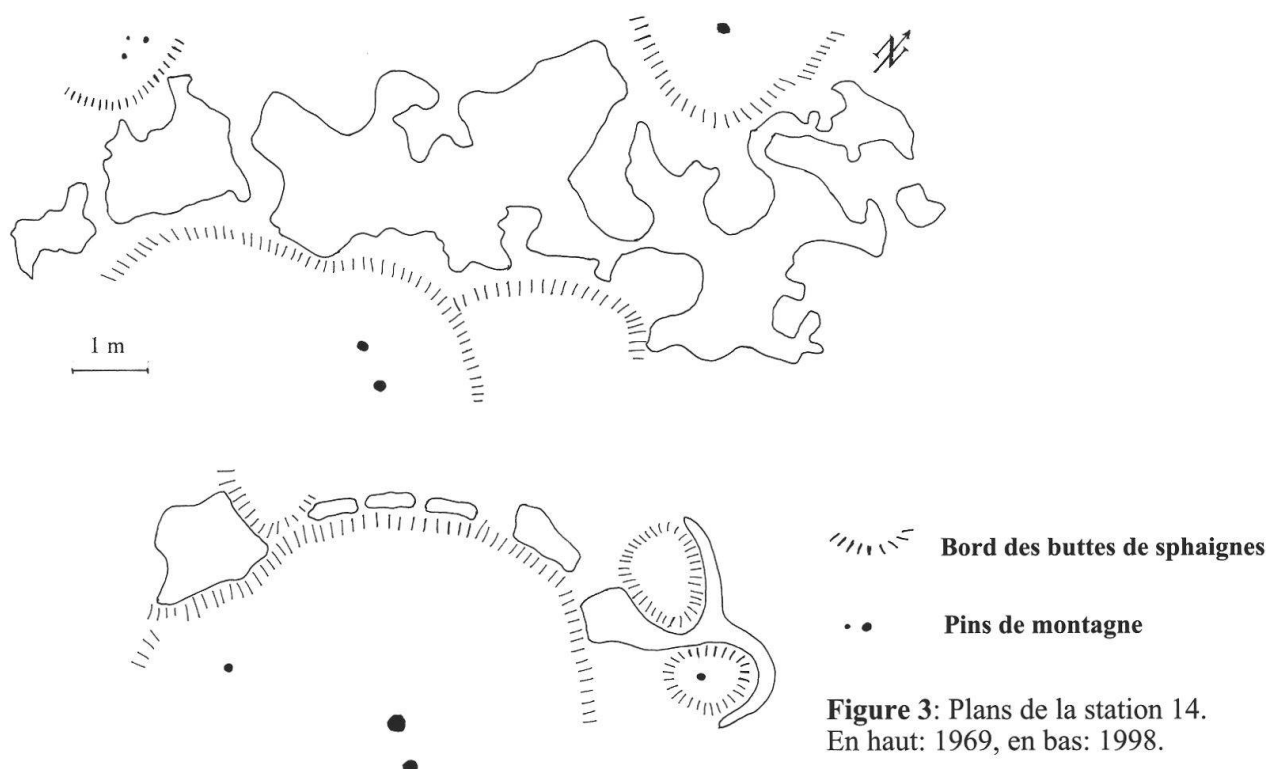 N
1 m
Bord des buttes de sphaignes
Pins de montagne
Figure 3: Plans de la station 14.
En haut: 1969, en bas: 1998.